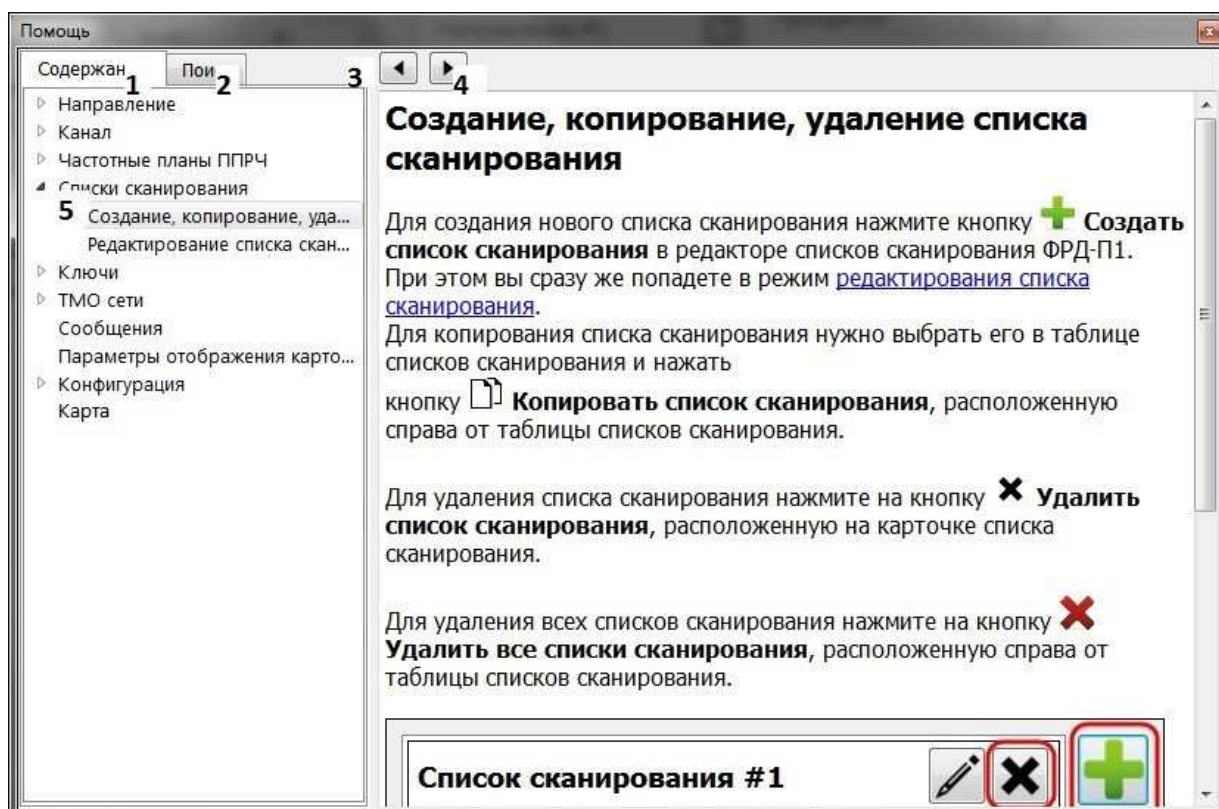 Помощь
Содержан 1
Пои 2
3
4
Направление
Канал
Частотные планы ППРЧ
Списки сканирования
5 Создание, копирование, уда...
Редактирование списка скан...
Ключи
ТМО сети
Сообщения
Параметры отображения карто...
Конфигурация
Карта
Создание, копирование, удаление списка
сканирования
Для создания нового списка сканирования нажмите кнопку Создать
список сканирования в редакторе списков сканирования ФРД-П1.
При этом вы сразу же попадете в режим редактирования списка
сканирования.
Для копирования списка сканирования нужно выбрать его в таблице
списков сканирования и нажать
кнопку Копировать список сканирования, расположенную
справа от таблицы списков сканирования.
Для удаления списка сканирования нажмите на кнопку Удалить
список сканирования, расположенную на карточке списка
сканирования.
Для удаления всех списков сканирования нажмите на кнопку
Удалить все списки сканирования, расположенную справа от
таблицы списков сканирования.
Список сканирования #1